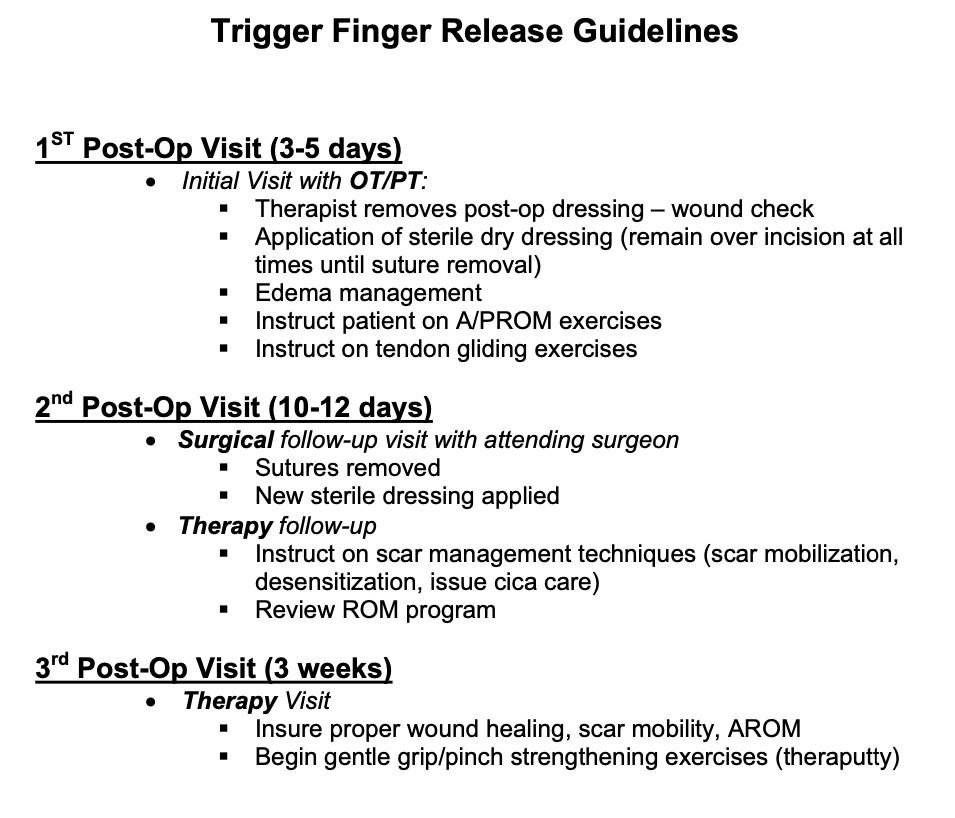 Trigger Finger Release Guidelines
1ST Post-Op Visit (3-5 days)
• Initial Visit with OT/PT:
▪ Therapist removes post-op dressing – wound check
▪ Application of sterile dry dressing (remain over incision at all
times until suture removal)
▪ Edema management
▪ Instruct patient on A/PROM exercises
▪ Instruct on tendon gliding exercises
2nd Post-Op Visit (10-12 days)
• Surgical follow-up visit with attending surgeon
▪ Sutures removed
▪ New sterile dressing applied
• Therapy follow-up
▪ Instruct on scar management techniques (scar mobilization,
desensitization, issue cica care)
▪ Review ROM program
3rd Post-Op Visit (3 weeks)
• Therapy Visit
▪ Insure proper wound healing, scar mobility, AROM
▪ Begin gentle grip/pinch strengthening exercises (theraputty)